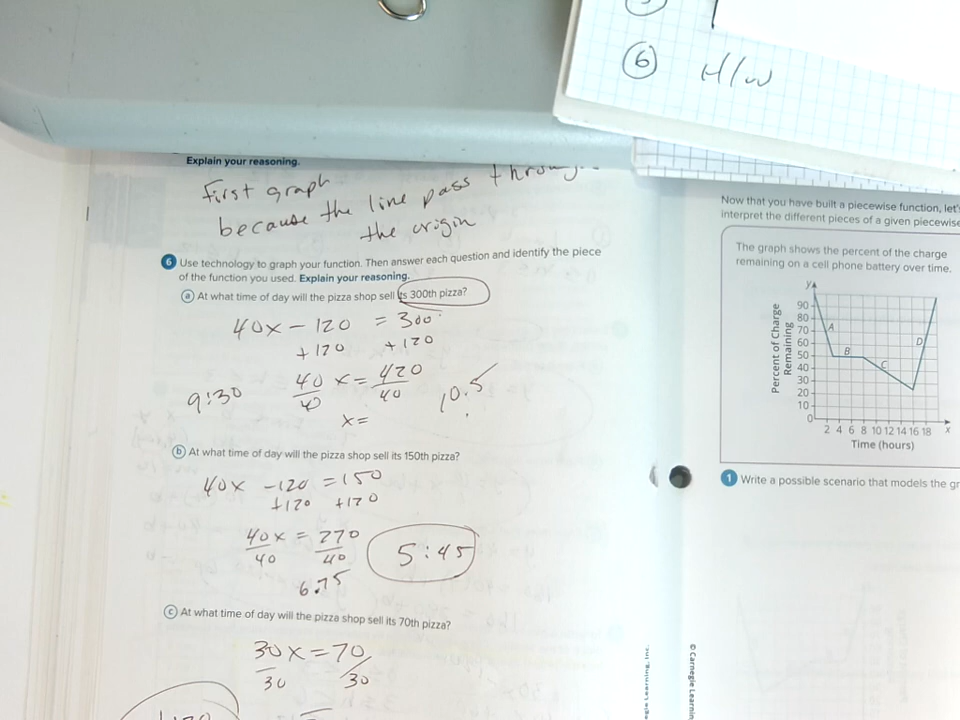 6 H/W
Explain your reasoning.
first graph
because the line pass throug
the origin
6 Use technology to graph your function. Then answer each question and identify the piece
of the function you used. Explain your reasoning.
a At what time of day will the pizza shop sell its 300th pizza?
40x - 120 = 300
+120 +120
40 x = 420
40 40
9:30
10.5
x =
b At what time of day will the pizza shop sell its 150th pizza?
40x - 120 = 150
+120 +120
40x = 270
40 40
5:45
6.75
c At what time of day will the pizza shop sell its 70th pizza?
30x = 70
30 30
Now that you have built a piecewise function, let's
interpret the different pieces of a given piecewise
The graph shows the percent of the charge
remaining on a cell phone battery over time.
y
Percent of Charge
Remaining
90
80
70
60
50
40
30
20
10
0
A
B
C
D
2 4 6 8 10 12 14 16 18 x
Time (hours)
1 Write a possible scenario that models the gr
© Carnegie Learnin
egie Learning, Inc.